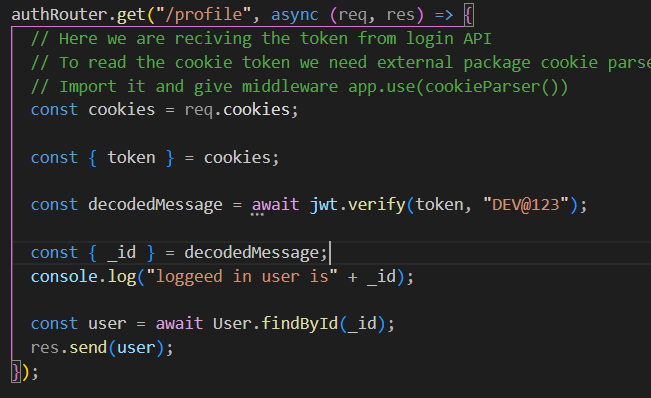 authRouter.get("/profile", async (req, res) => {
// Here we are reciving the token from login API
// To read the cookie token we need external package cookie parse
// Import it and give middleware app.use(cookieParser())
const cookies = req.cookies;
const { token } = cookies;
const decodedMessage = await jwt.verify(token, "DEV@123");
const { _id } = decodedMessage;
console.log("loggeed in user is" + _id);
const user = await User.findById(_id);
res.send(user);
});